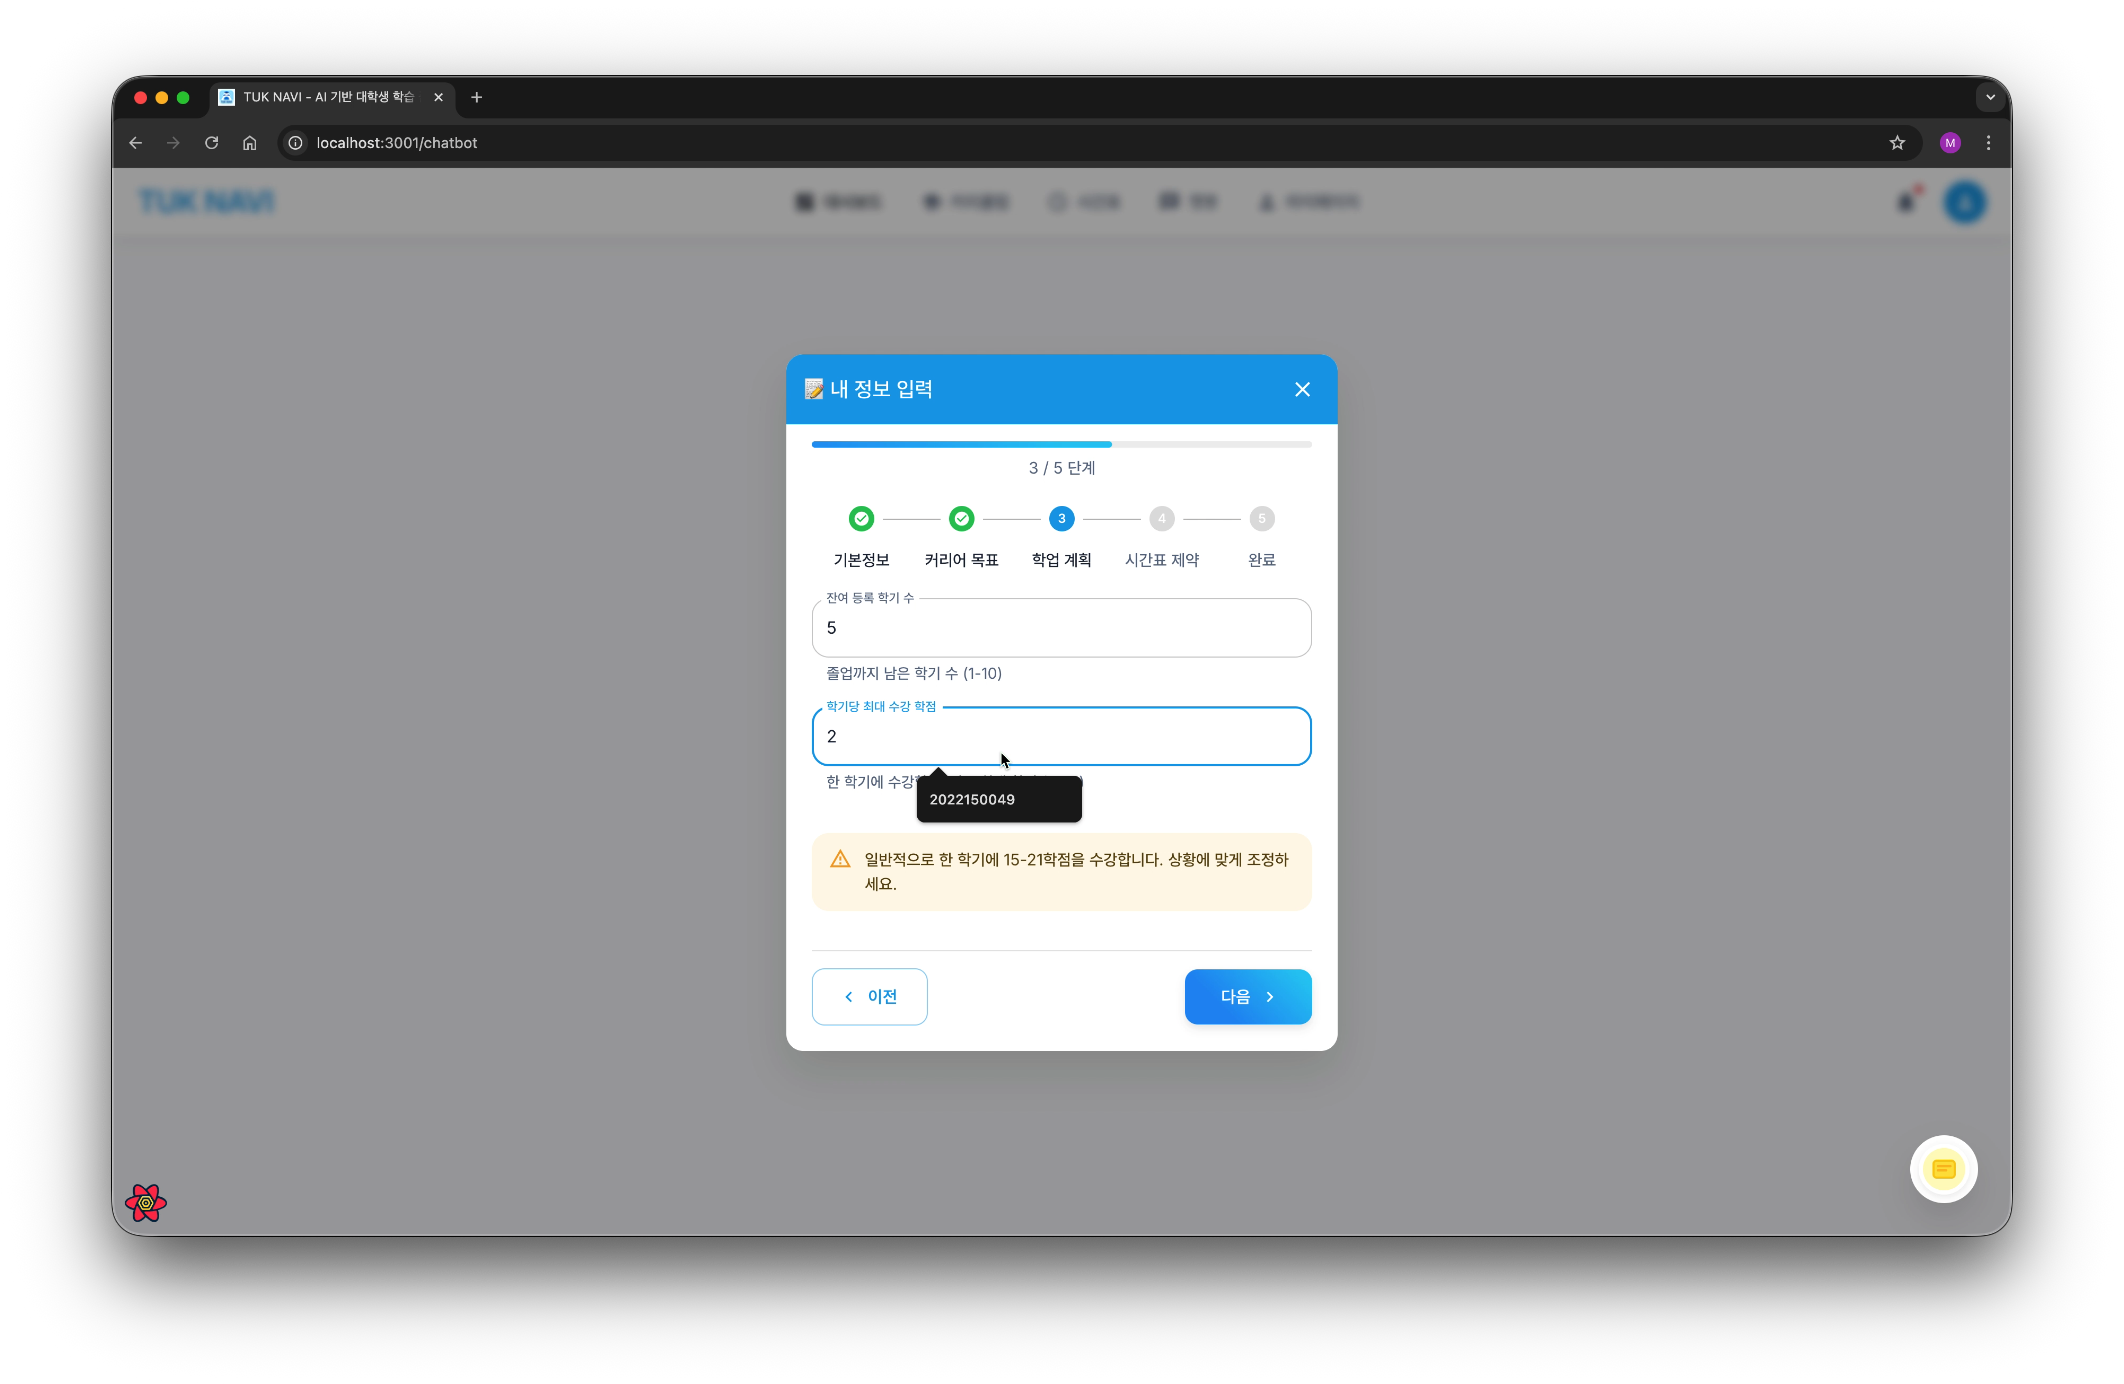 TUK NAVI - AI 기반 대학생 학습
localhost:3001/chatbot
M
TUK NAVI
내 정보 입력
3 / 5 단계
3
4
5
기본정보
커리어 목표
학업 계획
시간표 제약
완료
잔여 등록 학기 수
5
졸업까지 남은 학기 수 (1-10)
학기당 최대 수강 학점
2
한 학기에 수강
2022150049
일반적으로 한 학기에 15-21학점을 수강합니다. 상황에 맞게 조정하
세요.
이전
다음